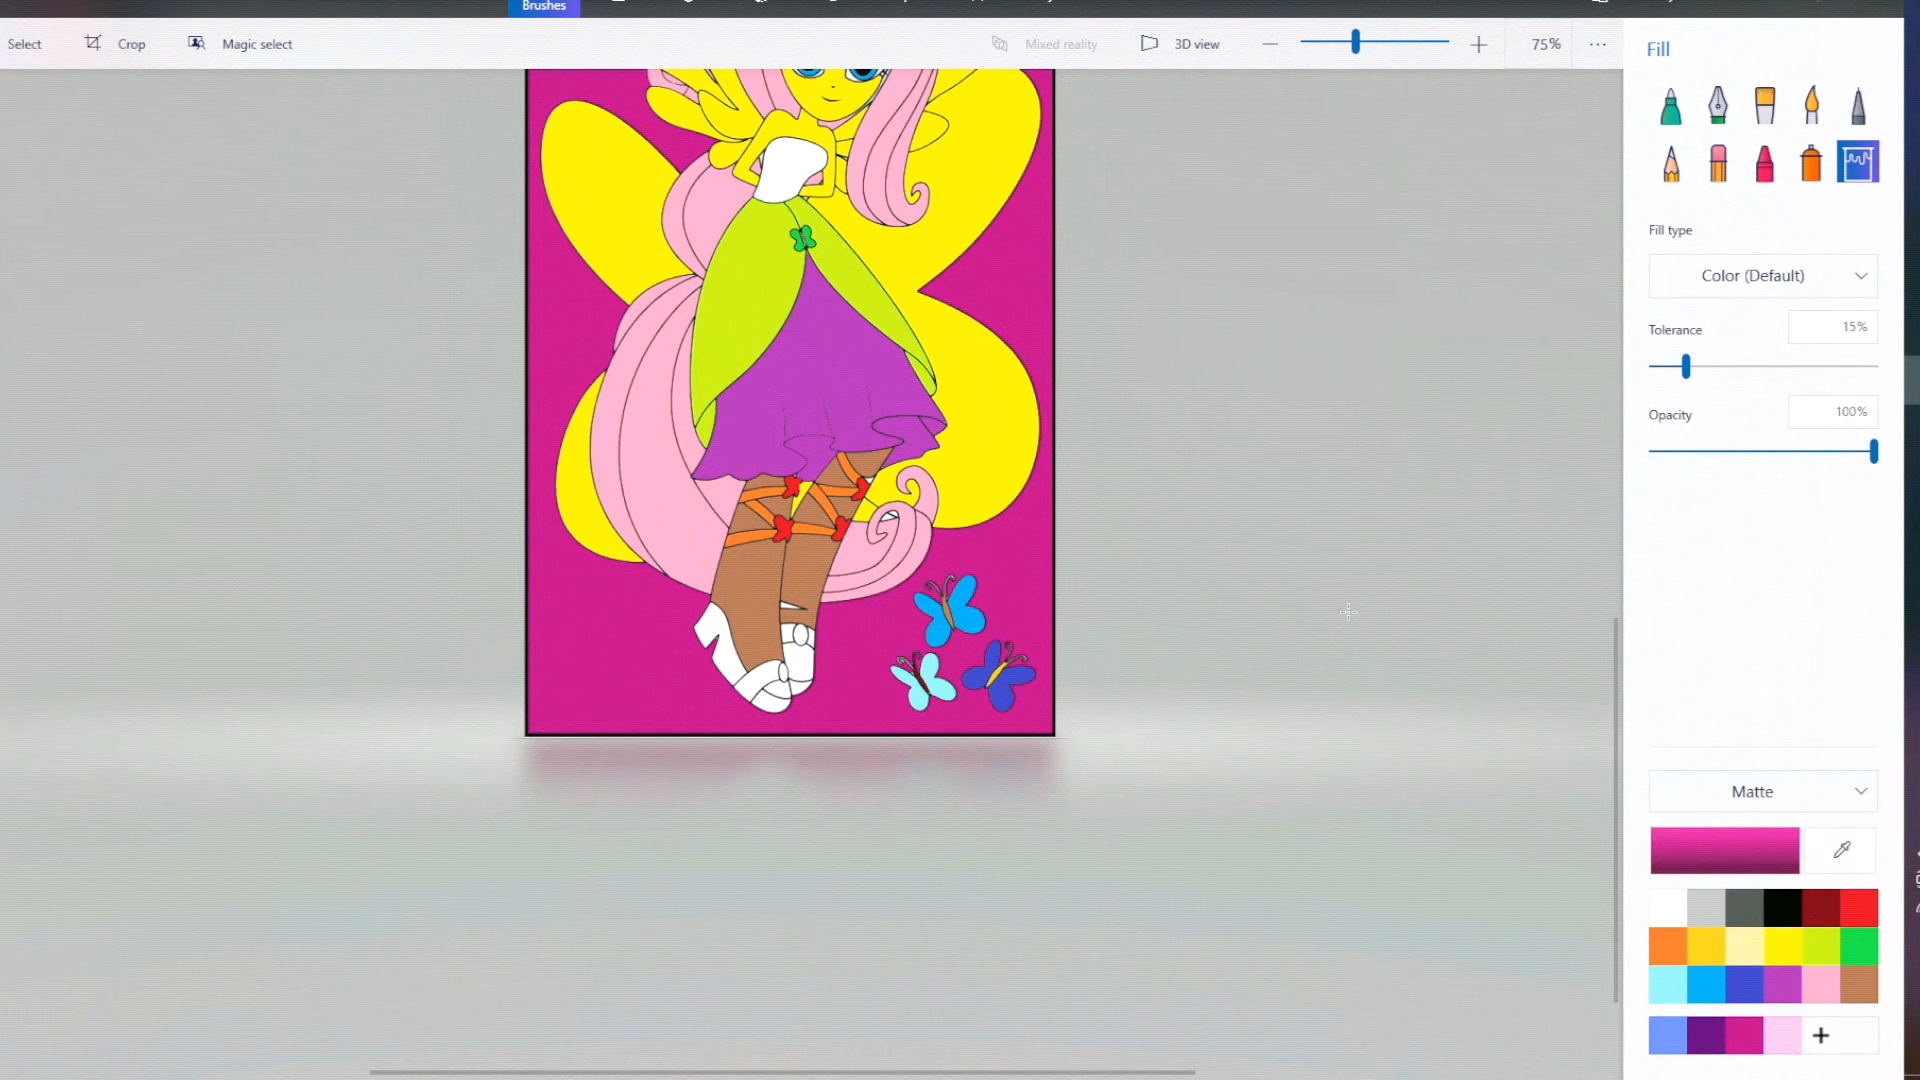 Brushes
Select
Crop
Magic select
Mixed reality
3D view
75%
Fill
Fill type
Color (Default)
Tolerance
15%
Opacity
100%
Matte